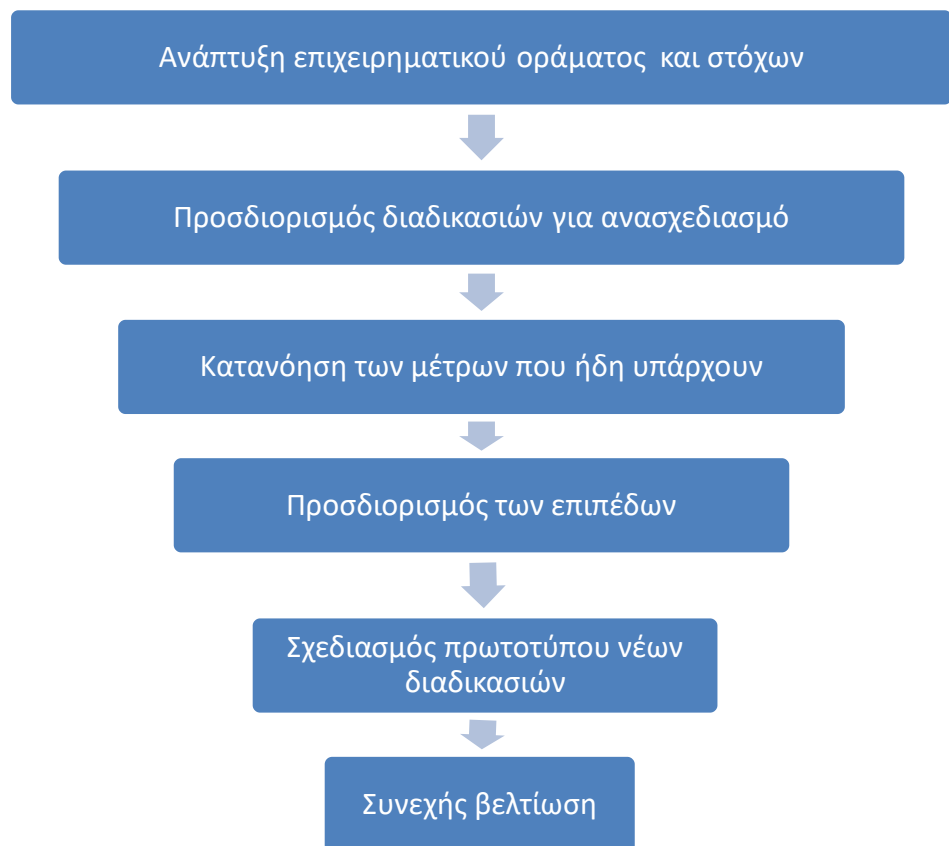 Ανάπτυξη επιχειρηματικού οράματος και στόχων
Προσδιορισμός διαδικασιών για ανασχεδιασμό
Κατανόηση των μέτρων που ήδη υπάρχουν
Προσδιορισμός των επιπέδων
Σχεδιασμός πρωτοτύπου νέων
διαδικασιών
Συνεχής βελτίωση